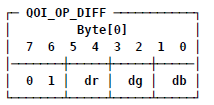 QOI_OP_DIFF
Byte[0]
7 6 5 4 3 2 1 0
0 1 dr dg db